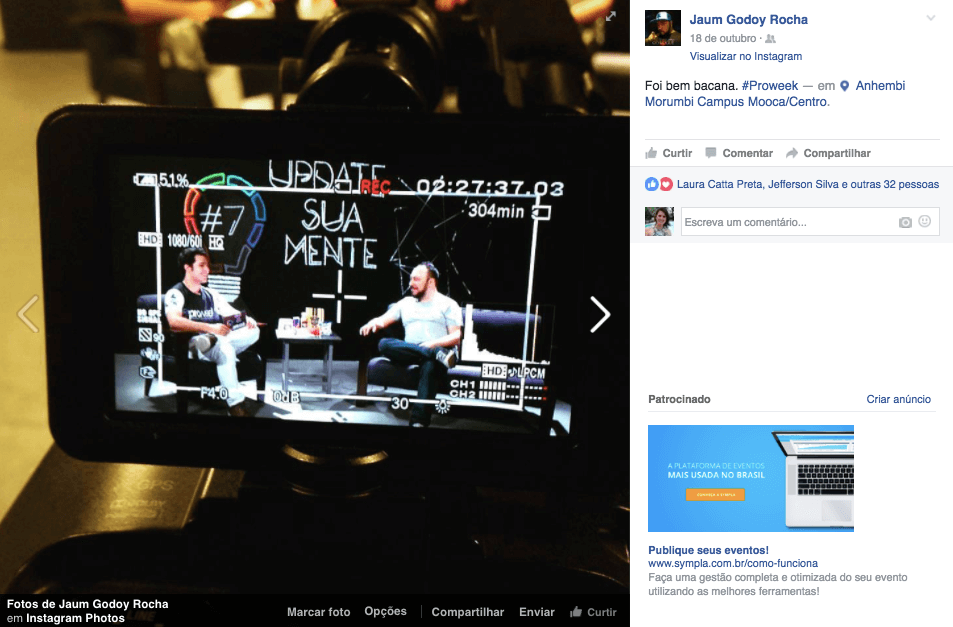 UPDATE
SUA
MENTE
#7
51%
REC
02:27:37.03
304min
HD 1080/60i HQ
90
HD LPCM
CH1
CH2
F4.0
0dB
30
Fotos de Jaum Godoy Rocha
em Instagram Photos
Marcar foto Opções Compartilhar Enviar Curtir
Jaum Godoy Rocha
18 de outubro ·
Visualizar no Instagram
Foi bem bacana. #Proweek — em Anhembi
Morumbi Campus Mooca/Centro.
Curtir Comentar Compartilhar
Laura Catta Preta, Jefferson Silva e outras 32 pessoas
Escreva um comentário...
Patrocinado Criar anúncio
A PLATAFORMA DE EVENTOS
MAIS USADA NO BRASIL
CONHEÇA A SYMPLA
Publique seus eventos!
www.sympla.com.br/como-funciona
Faça uma gestão completa e otimizada do seu evento
utilizando as melhores ferramentas!